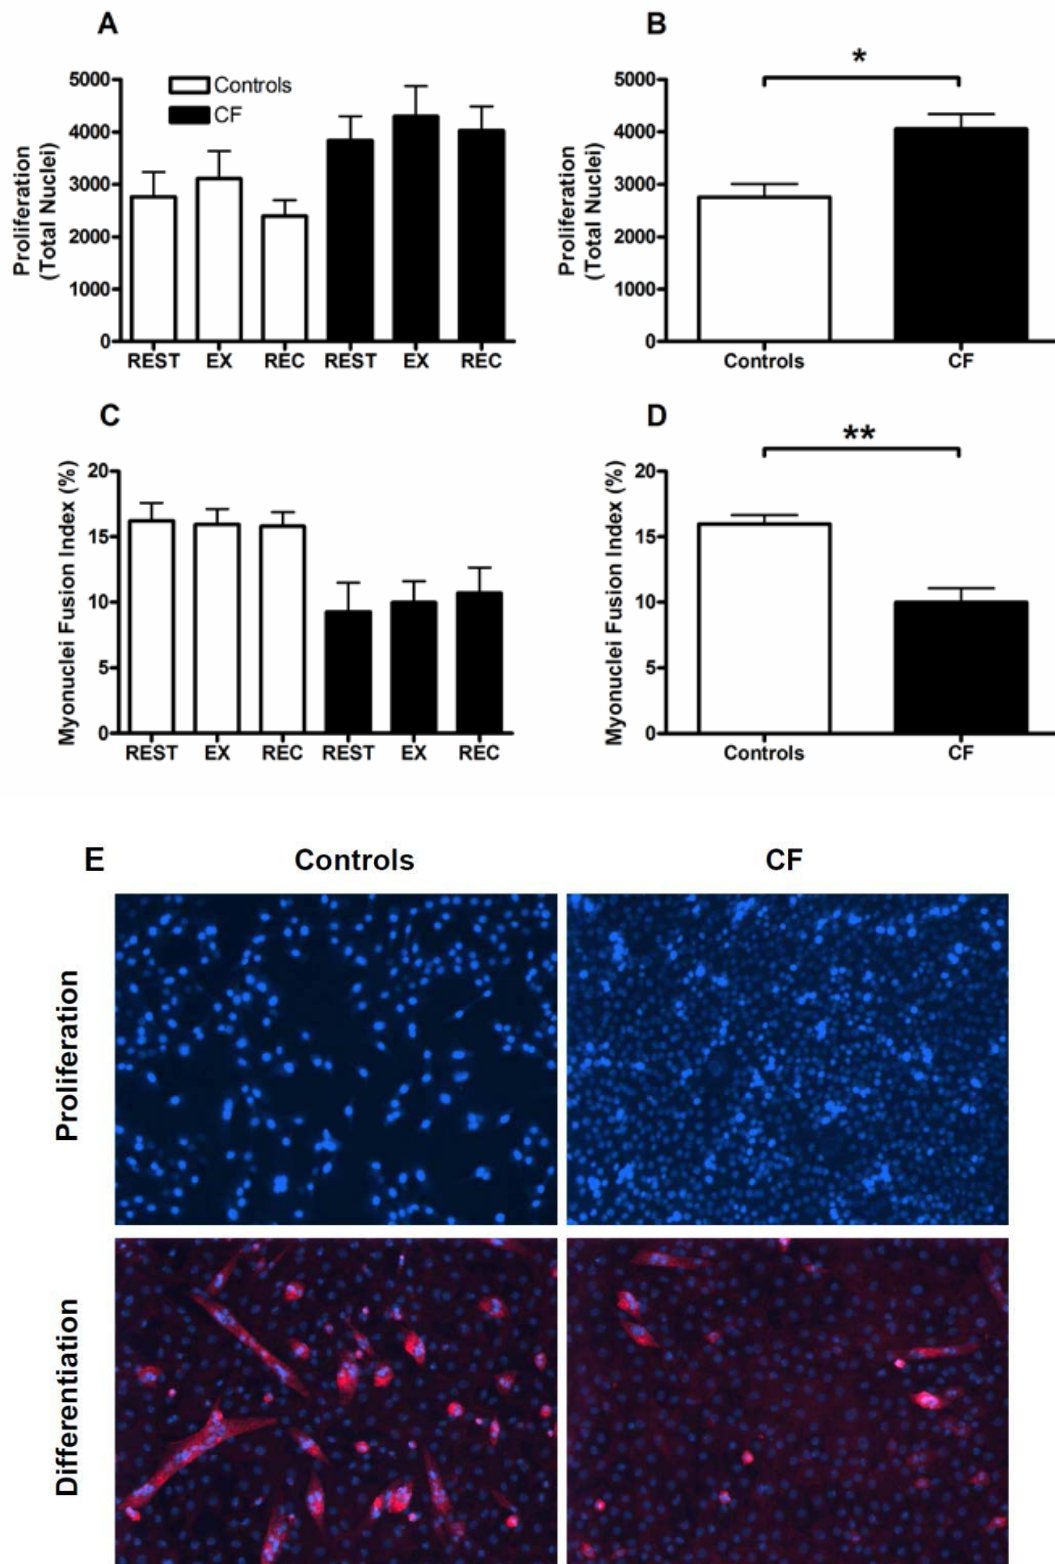 A
5000
4000
3000
2000
1000
0
Proliferation
(Total Nuclei)
Controls
CF
REST EX REC REST EX REC
B
*
5000
4000
3000
2000
1000
0
Proliferation
(Total Nuclei)
Controls CF
C
20
15
10
5
0
Myonuclei Fusion Index (%)
REST EX REC REST EX REC
D
**
20
15
10
5
0
Myonuclei Fusion Index (%)
Controls CF
E
Controls CF
Proliferation
Differentiation